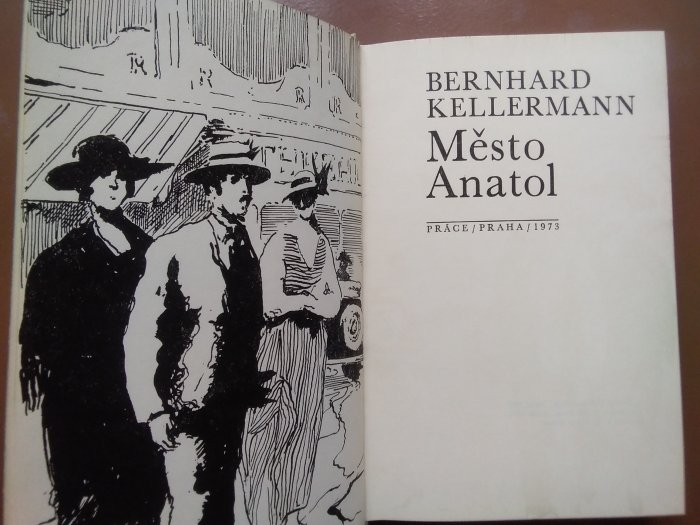 BERNHARD
KELLERMANN
Město
Anatol
PRÁCE / PRAHA / 1973